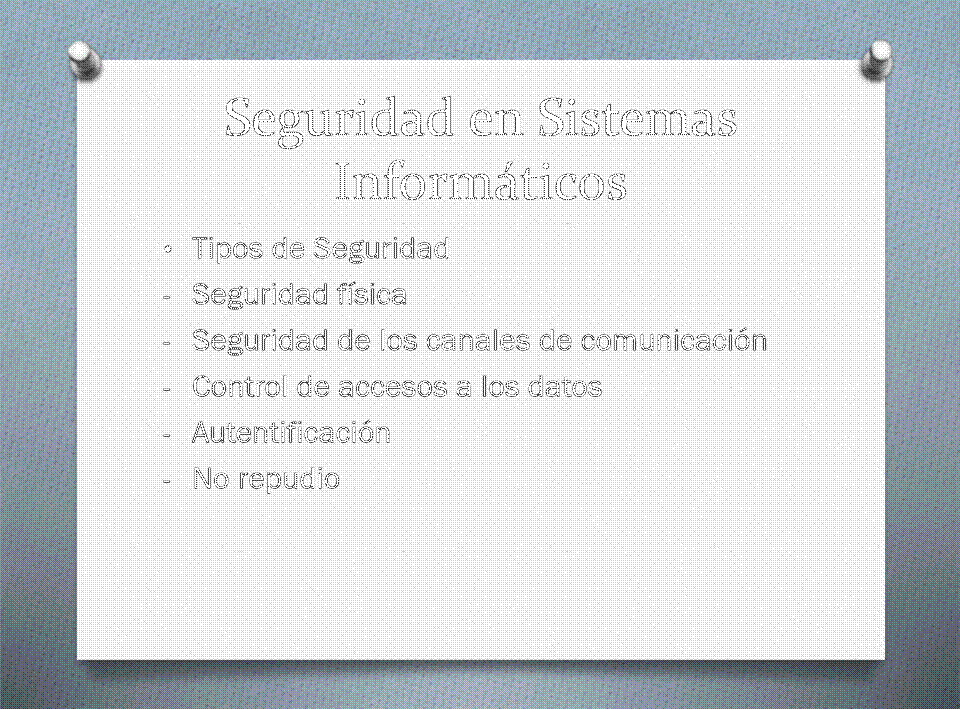 Seguridad en Sistemas
Informáticos
• Tipos de Seguridad
- Seguridad física
- Seguridad de los canales de comunicación
- Control de accesos a los datos
- Autentificación
- No repudio